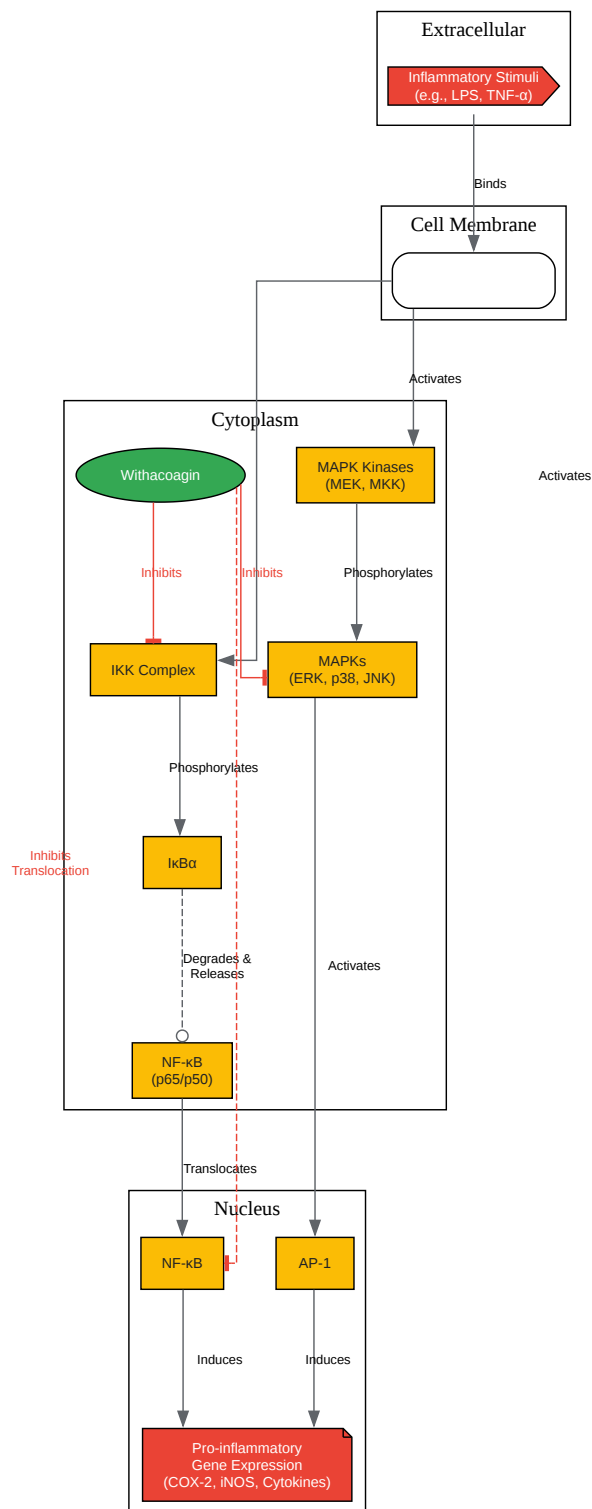 Extracellular
Inflammatory Stimuli
(e.g., LPS, TNF-α)
Binds
Cell Membrane
Activates
Cytoplasm
Withacoagin
MAPK Kinases
(MEK, MKK)
Activates
Inhibits
Inhibits
Phosphorylates
IKK Complex
MAPKs
(ERK, p38, JNK)
Phosphorylates
Inhibits
Translocation
IκBα
Degrades &
Releases
Activates
NF-κB
(p65/p50)
Translocates
Nucleus
NF-κB
AP-1
Induces
Induces
Pro-inflammatory
Gene Expression
(COX-2, iNOS, Cytokines)